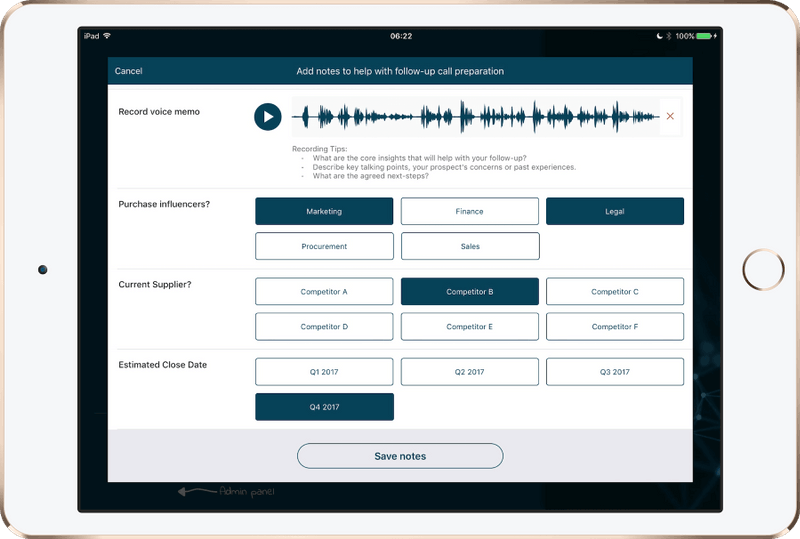 iPad 06:22 100%
Cancel Add notes to help with follow-up call preparation
Record voice memo
Recording Tips:
- What are the core insights that will help with your follow-up?
- Describe key talking points, your prospect's concerns or past experiences.
- What are the agreed next-steps?
Purchase influencers?
Marketing Finance Legal
Procurement Sales
Current Supplier?
Competitor A Competitor B Competitor C
Competitor D Competitor E Competitor F
Estimated Close Date
Q1 2017 Q2 2017 Q3 2017
Q4 2017
Save notes
Admin panel